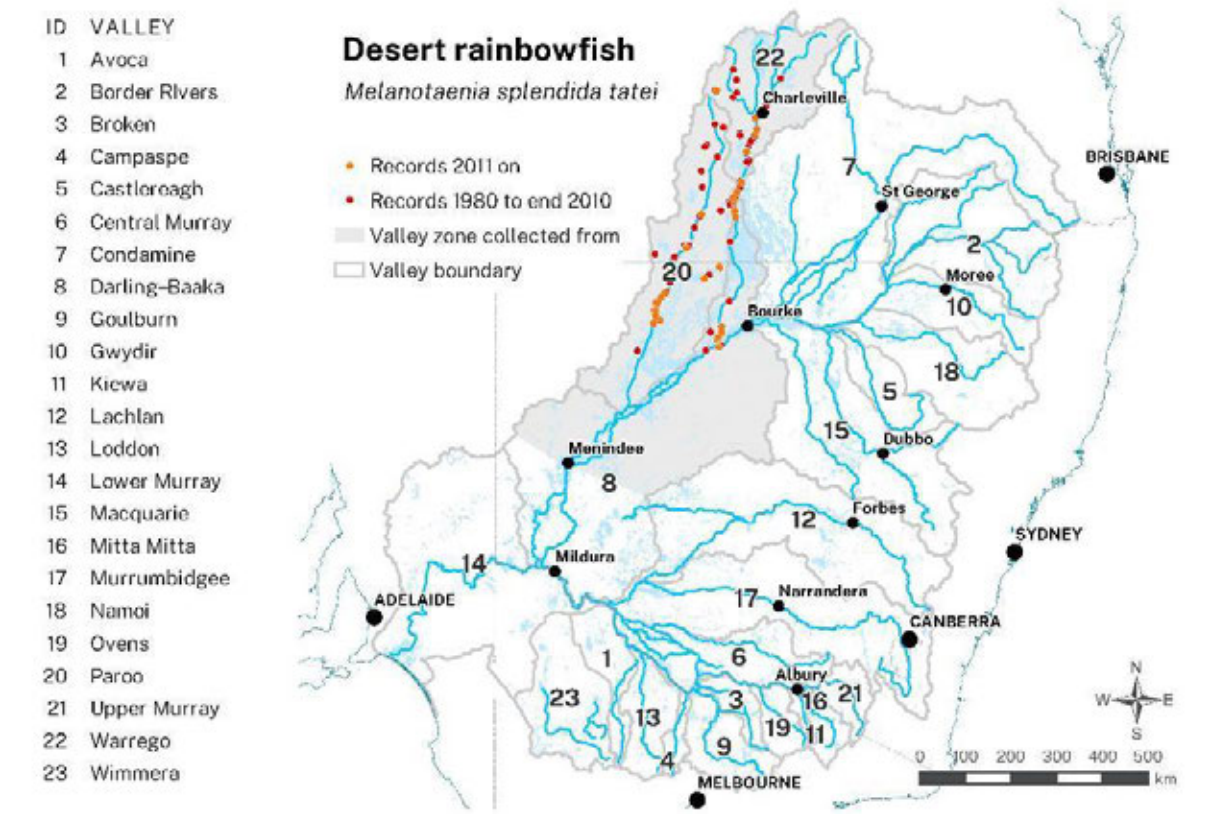 ID VALLEY
1 Avoca
2 Border RIvers
3 Broken
4 Campaspe
5 Castlereagh
6 Central Murray
7 Condamine
8 Darling–Baaka
9 Goulburn
10 Gwydir
11 Kiewa
12 Lachlan
13 Loddon
14 Lower Murray
15 Macquarie
16 Mitta Mitta
17 Murrumbidgee
18 Namoi
19 Ovens
20 Paroo
21 Upper Murray
22 Warrego
23 Wimmera
Desert rainbowfish
Melanotaenia splendida tatei
Records 2011 on
Records 1980 to end 2010
Valley zone collected from
Valley boundary
22
Charleville
BRISBANE
7
St George
2
20
Moree
10
Bourke
18
5
15
Dubbo
Menindee
8
12
Forbes
SYDNEY
Mildura
14
ADELAIDE
17
Narrandera
CANBERRA
1
6
Albury
23
13
3
16
21
19
11
9
4
MELBOURNE
N
W
E
S
0 100 200 300 400 500
km